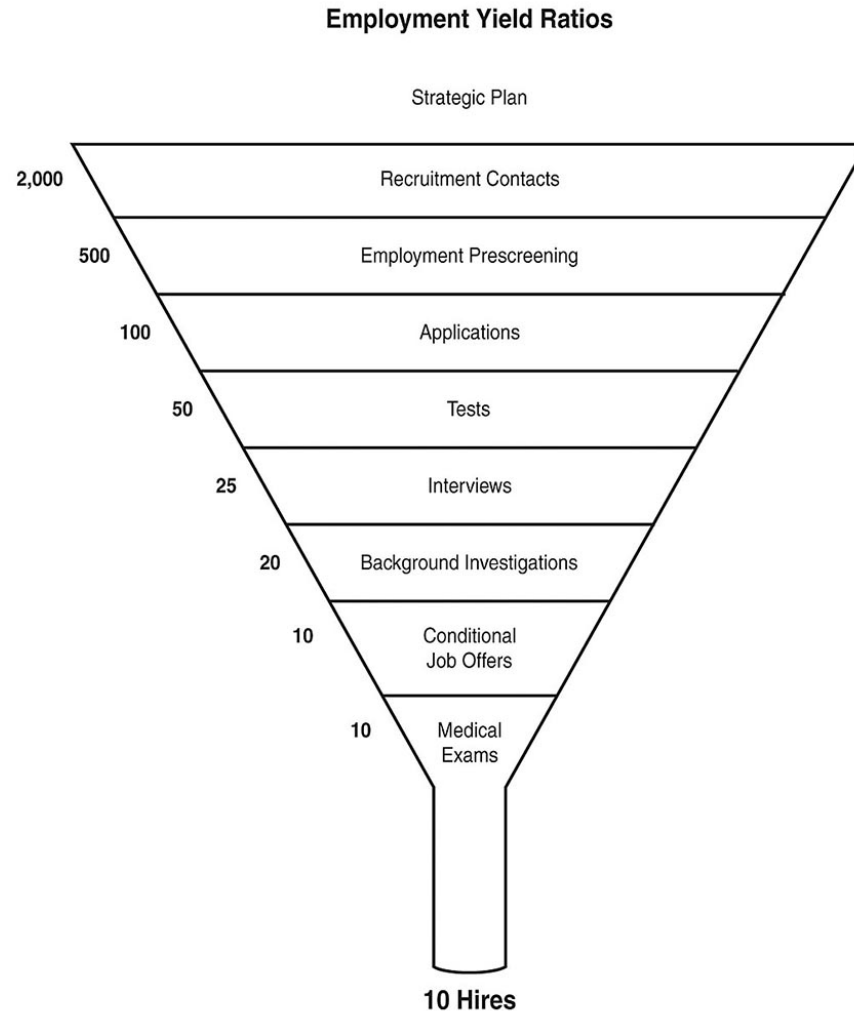 Employment Yield Ratios
Strategic Plan
2,000
Recruitment Contacts
500
Employment Prescreening
100
Applications
50
Tests
25
Interviews
20
Background Investigations
10
Conditional
Job Offers
10
Medical
Exams
10 Hires